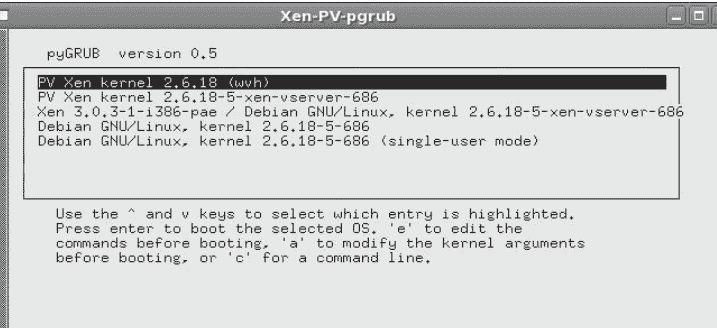 Xen-PV-pgrub
pyGRUB version 0.5
PV Xen kernel 2.6.18 (wvh)
PV Xen kernel 2.6.18-5-xen-vserver-686
Xen 3.0.3-1-i386-pae / Debian GNU/Linux, kernel 2.6.18-5-xen-vserver-686
Debian GNU/Linux, kernel 2.6.18-5-686
Debian GNU/Linux, kernel 2.6.18-5-686 (single-user mode)
Use the ^ and v keys to select which entry is highlighted.
Press enter to boot the selected OS. 'e' to edit the
commands before booting, 'a' to modify the kernel arguments
before booting, or 'c' for a command line.